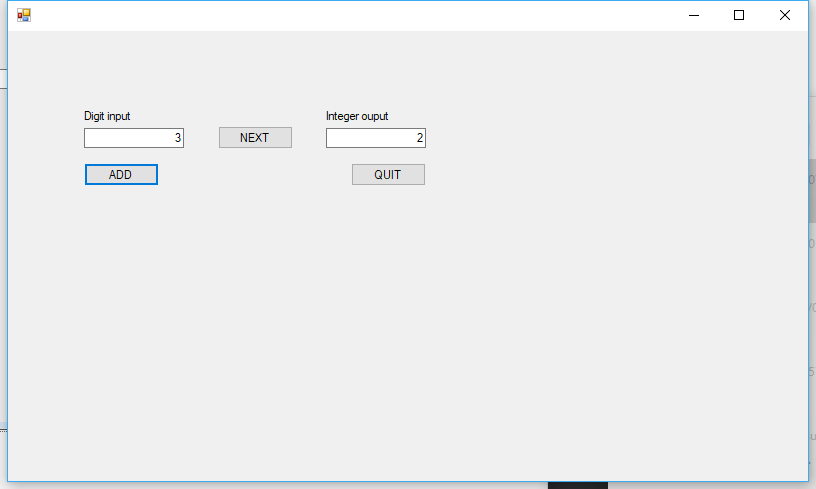 Digit input
Integer ouput
3
NEXT
2
ADD
QUIT